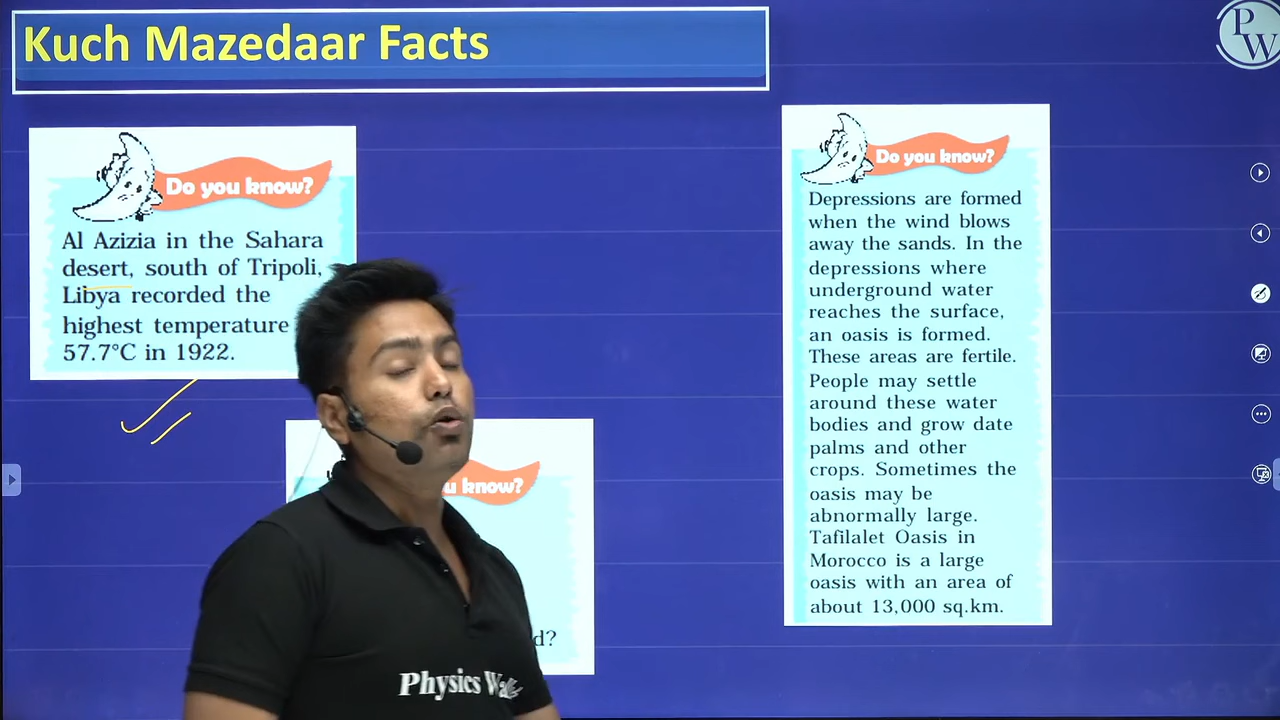 Kuch Mazedaar Facts
PW
Do you know?
Al Azizia in the Sahara
desert, south of Tripoli,
Libya recorded the
highest temperature
57.7°C in 1922.
know?
d?
Do you know?
Depressions are formed
when the wind blows
away the sands. In the
depressions where
underground water
reaches the surface,
an oasis is formed.
These areas are fertile.
People may settle
around these water
bodies and grow date
palms and other
crops. Sometimes the
oasis may be
abnormally large.
Tafilalet Oasis in
Morocco is a large
oasis with an area of
about 13,000 sq.km.
Physics